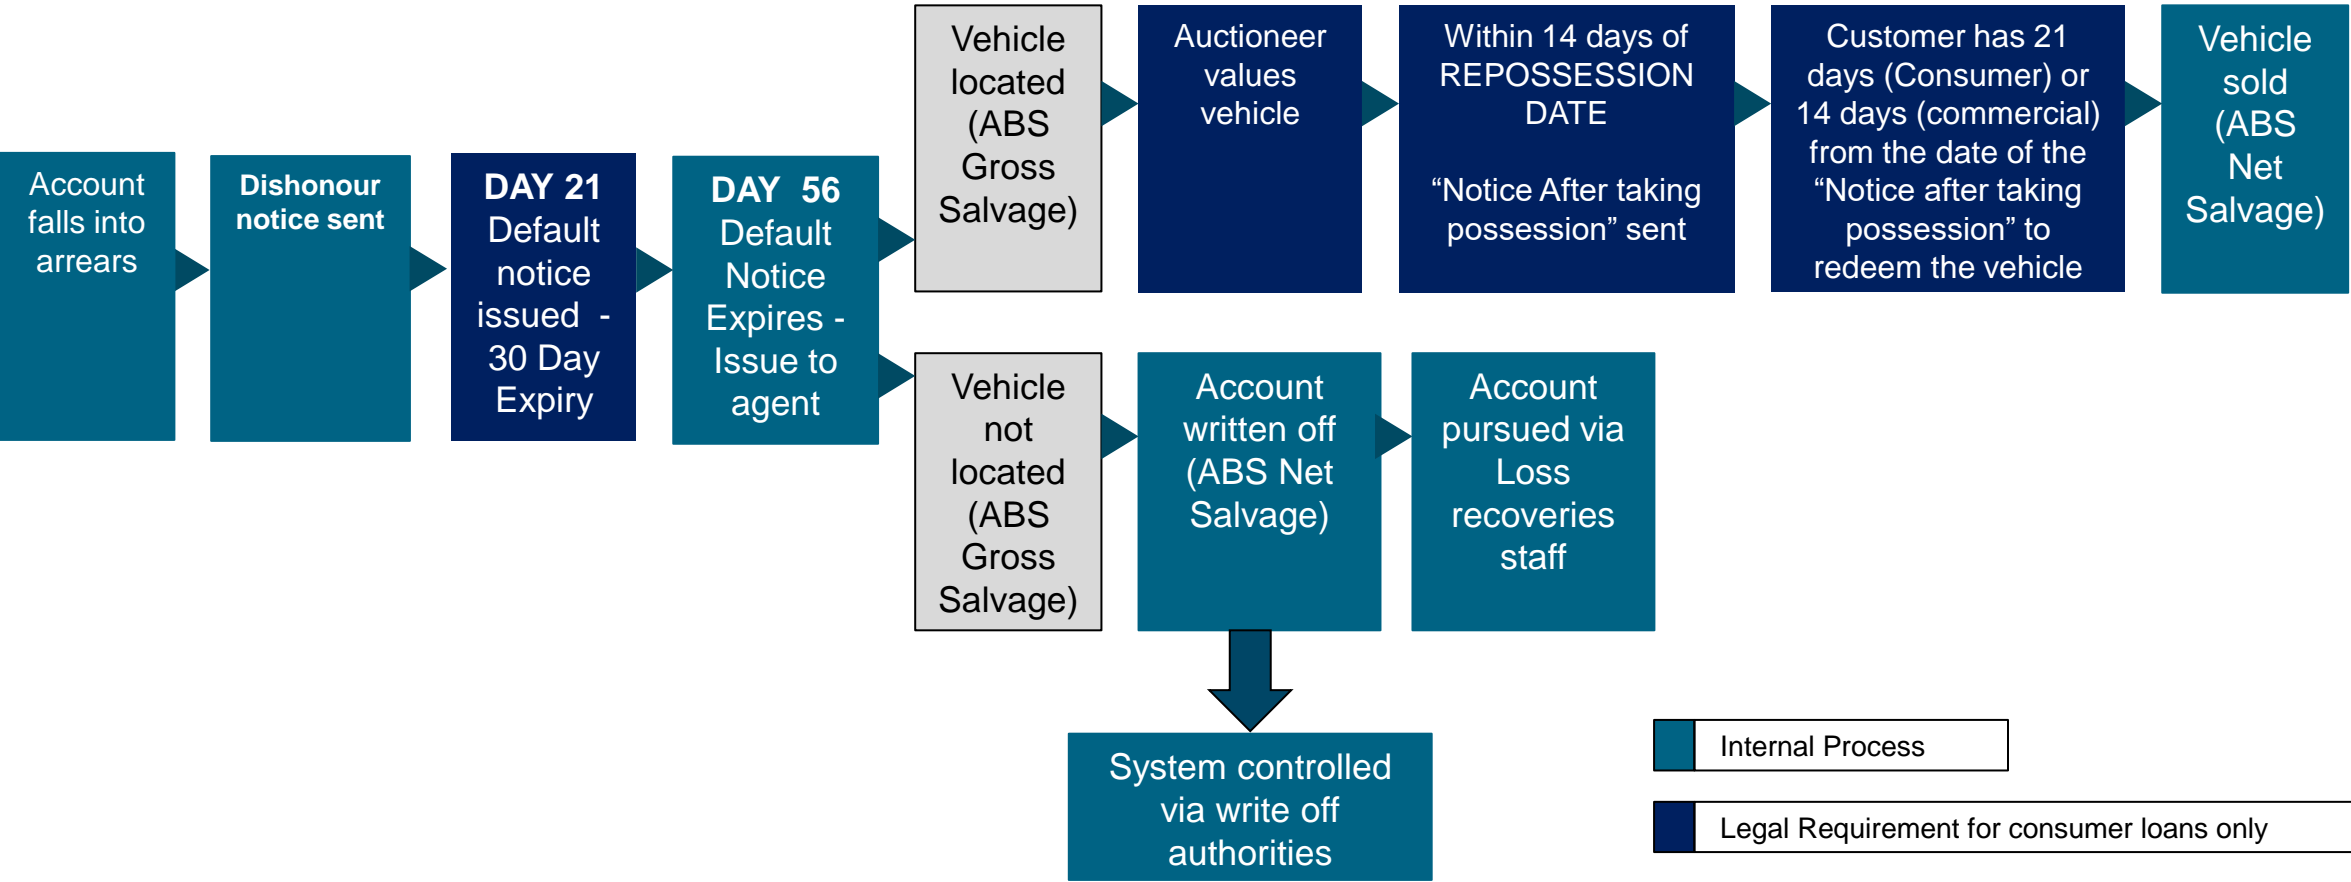 Account
falls into
arrears
Dishonour
notice sent
DAY 21
Default
notice
issued -
30 Day
Expiry
DAY 56
Default
Notice
Expires -
Issue to
agent
Vehicle
located
(ABS
Gross
Salvage)
Auctioneer
values
vehicle
Within 14 days of
REPOSSESSION
DATE
“Notice After taking
possession” sent
Customer has 21
days (Consumer) or
14 days (commercial)
from the date of the
“Notice after taking
possession” to
redeem the vehicle
Vehicle
sold
(ABS
Net
Salvage)
Vehicle
not
located
(ABS
Gross
Salvage)
Account
written off
(ABS Net
Salvage)
Account
pursued via
Loss
recoveries
staff
System controlled
via write off
authorities
Internal Process
Legal Requirement for consumer loans only